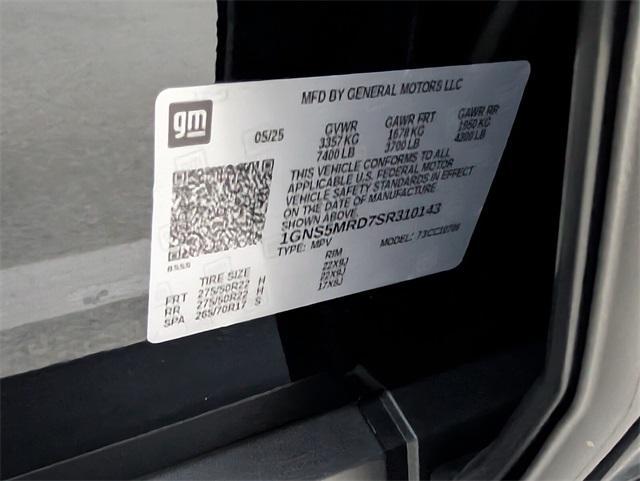 MFD BY GENERAL MOTORS LLC
gm
05/25
GVWR
3357 KG
7400 LB
GAWR FRT
1678 KG
3700 LB
GAWR RR
1950 KG
4300 LB
THIS VEHICLE CONFORMS TO ALL
APPLICABLE U.S. FEDERAL MOTOR
VEHICLE SAFETY STANDARDS IN EFFECT
ON THE DATE OF MANUFACTURE
SHOWN ABOVE.
1GNS5MRD7SR310143
TYPE: MPV
MODEL: 73CC10706
TIRE SIZE
RIM
FRT 275/50R22 H 22X9J
RR 275/50R22 H 22X9J
SPA 265/70R17 S 17X8J